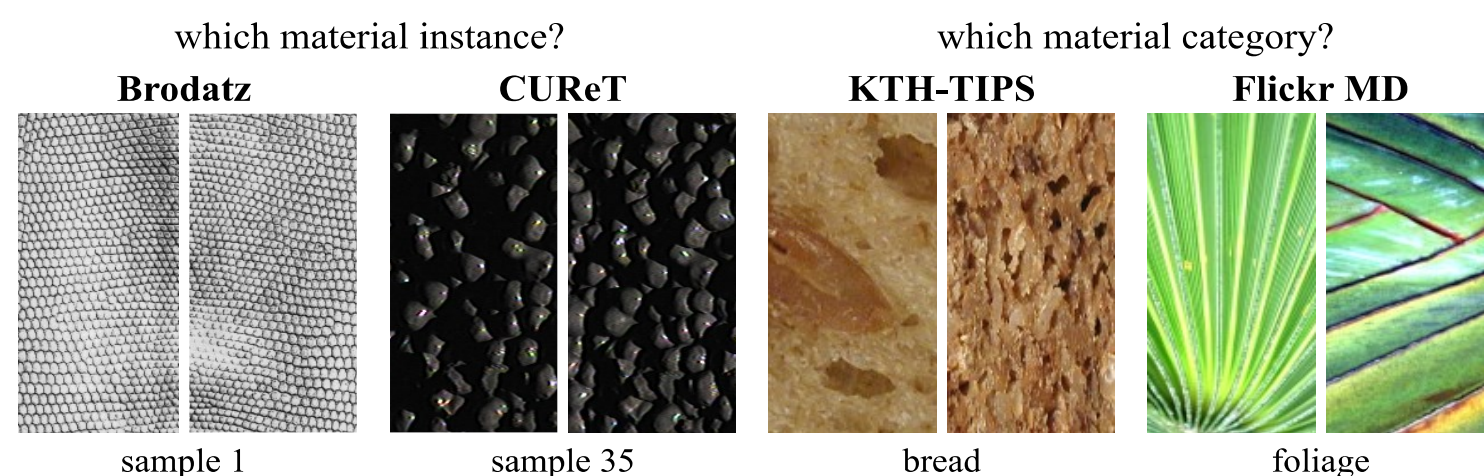 which material instance?
which material category?
Brodatz
CUReT
KTH-TIPS
Flickr MD
sample 1
sample 35
bread
foliage